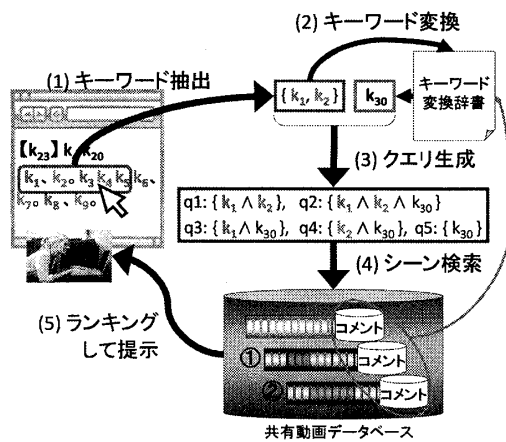 (2) キーワード変換
(1) キーワード抽出
{ k1, k2 }
k30
キーワード
変換辞書
【k23】 k k20
k1、k2。k3 k4 k5 k6、
k7。k8、k9。
(3) クエリ生成
q1: { k1 ∧ k2 }, q2: { k1 ∧ k2 ∧ k30}
q3: { k1 ∧ k30}, q4: { k2 ∧ k30}, q5: { k30}
(4) シーン検索
(5) ランキング
して提示
コメント
① コメント
② コメント
共有動画データベース